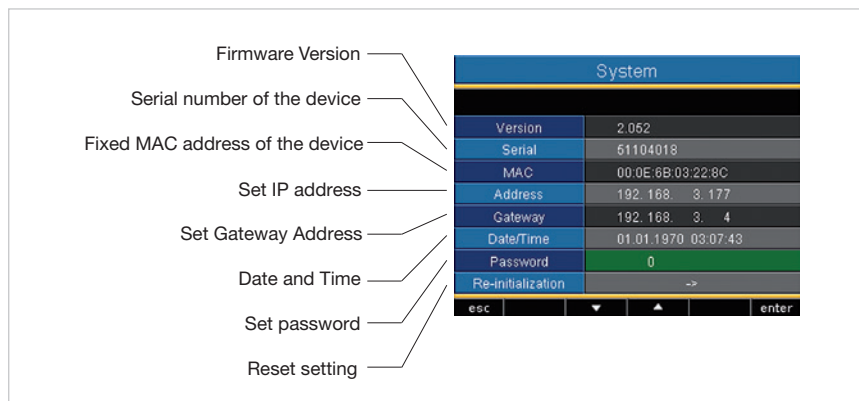 Firmware Version
Serial number of the device
Fixed MAC address of the device
Set IP address
Set Gateway Address
Date and Time
Set password
Reset setting
System
Version 2.052
Serial 51104018
MAC 00:0E:6B:03:22:8C
Address 192. 168. 3. 177
Gateway 192. 168. 3. 4
Date/Time 01.01.1970 03:07:43
Password 0
Re-initialization ->
esc ▼ ▲ enter